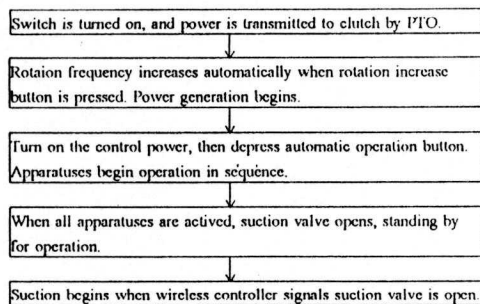 Switch is turned on, and power is transmitted to clutch by PTO.
Rotaion frequency increases automatically when rotation increase
button is pressed. Power generation begins.
Turn on the control power, then depress automatic operation button.
Apparatuses begin operation in sequence.
When all apparatuses are actived, suction valve opens, standing by
for operation.
Suction begins when wireless controller signals suction valve is open.